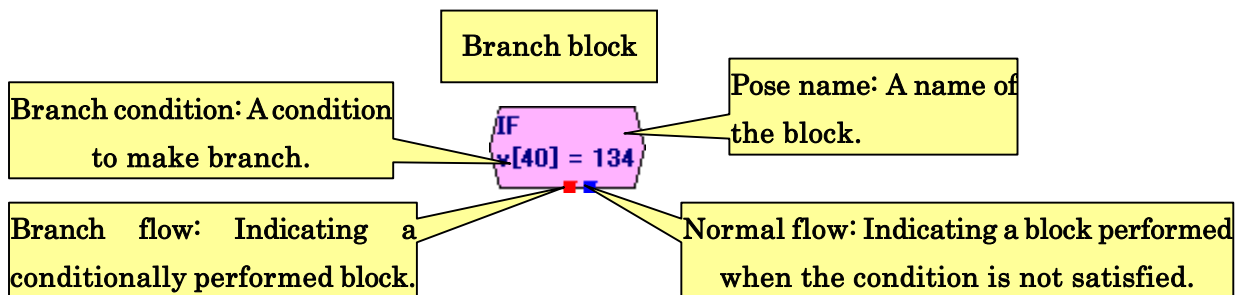 Branch block
Branch condition: A condition
to make branch.
Pose name: A name of
the block.
IF
v[40] = 134
Branch flow: Indicating a
conditionally performed block.
Normal flow: Indicating a block performed
when the condition is not satisfied.